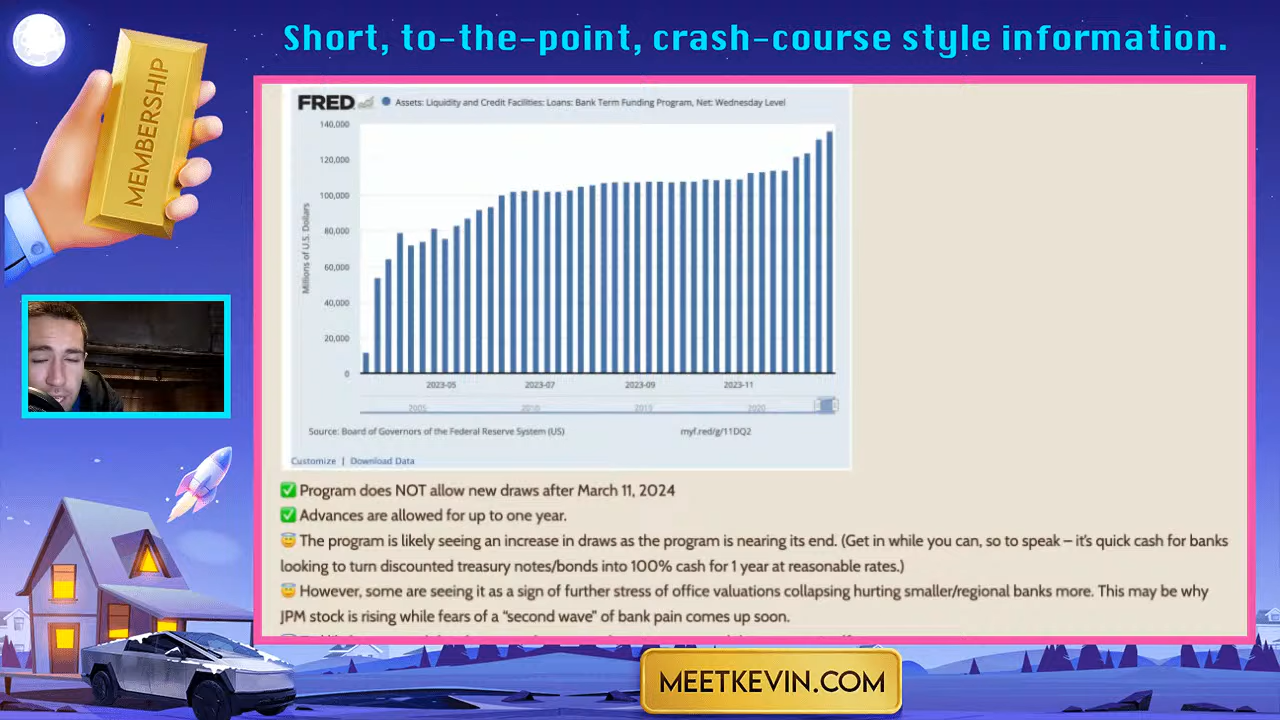 Short, to-the-point, crash-course style information.
MEMBERSHIP
FRED
Assets: Liquidity and Credit Facilities: Loans: Bank Term Funding Program, Net: Wednesday Level
140,000
120,000
100,000
80,000
60,000
40,000
20,000
0
Millions of U.S. Dollars
2023-05 2023-07 2023-09 2023-11
2005 2010 2015 2020
Source: Board of Governors of the Federal Reserve System (US) myf.red/g/11DQ2
Customize | Download Data
✅ Program does NOT allow new draws after March 11, 2024
✅ Advances are allowed for up to one year.
😇 The program is likely seeing an increase in draws as the program is nearing its end. (Get in while you can, so to speak – it's quick cash for banks
looking to turn discounted treasury notes/bonds into 100% cash for 1 year at reasonable rates.)
😇 However, some are seeing it as a sign of further stress of office valuations collapsing hurting smaller/regional banks more. This may be why
JPM stock is rising while fears of a "second wave" of bank pain comes up soon.
MEETKEVIN.COM